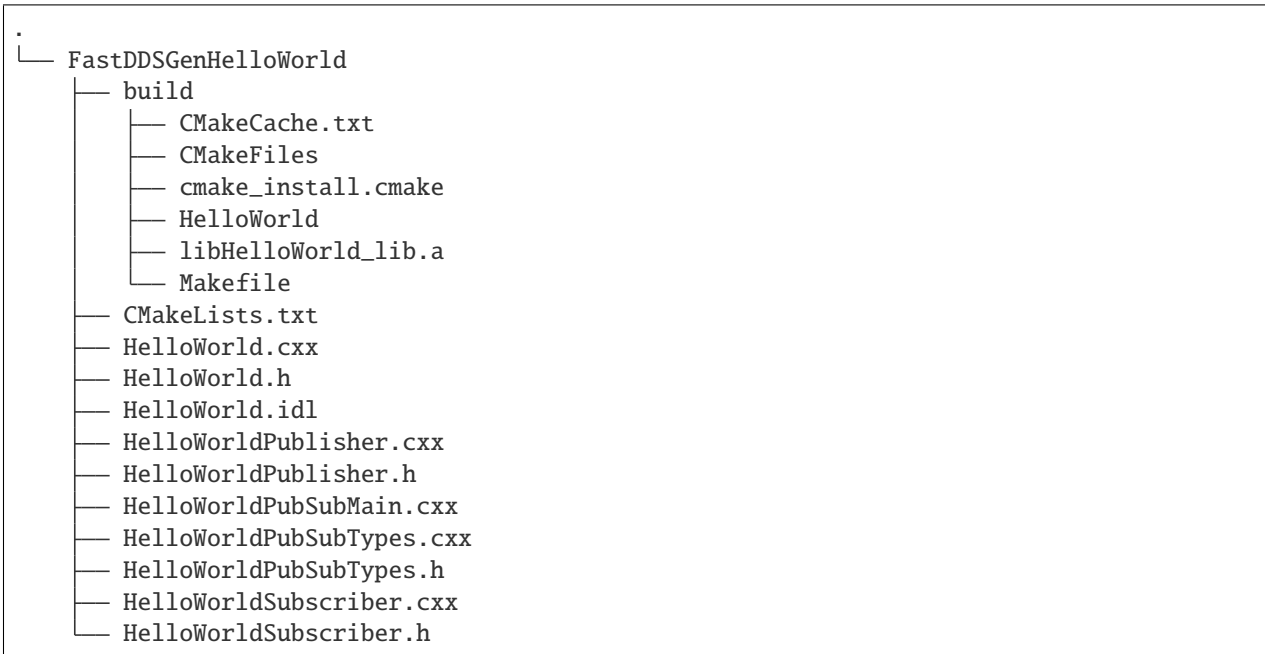 .
└── FastDDSGenHelloWorld
    ├── build
    │   ├── CMakeCache.txt
    │   ├── CMakeFiles
    │   ├── cmake_install.cmake
    │   ├── HelloWorld
    │   ├── libHelloWorld_lib.a
    │   └── Makefile
    ├── CMakeLists.txt
    ├── HelloWorld.cxx
    ├── HelloWorld.h
    ├── HelloWorld.idl
    ├── HelloWorldPublisher.cxx
    ├── HelloWorldPublisher.h
    ├── HelloWorldPubSubMain.cxx
    ├── HelloWorldPubSubTypes.cxx
    ├── HelloWorldPubSubTypes.h
    ├── HelloWorldSubscriber.cxx
    └── HelloWorldSubscriber.h